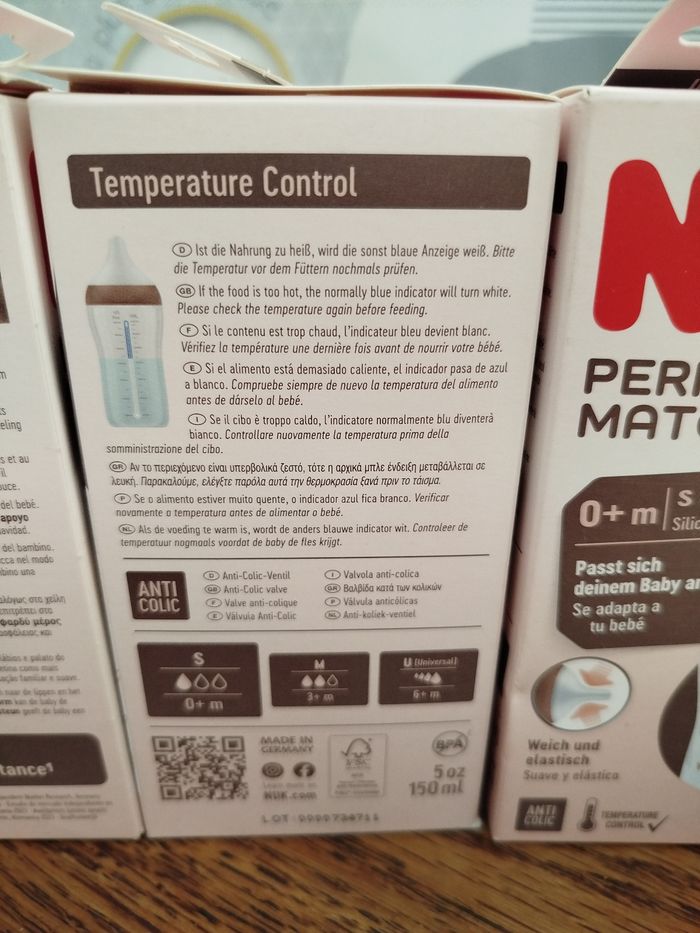 Temperature Control
D Ist die Nahrung zu heiß, wird die sonst blaue Anzeige weiß. Bitte
die Temperatur vor dem Füttern nochmals prüfen.
GB If the food is too hot, the normally blue indicator will turn white.
Please check the temperature again before feeding.
F Si le contenu est trop chaud, l'indicateur bleu devient blanc.
Vérifiez la température une dernière fois avant de nourrir votre bébé.
E Si el alimento está demasiado caliente, el indicador pasa de azul
a blanco. Compruebe siempre de nuevo la temperatura del alimento
antes de dárselo al bebé.
I Se il cibo è troppo caldo, l'indicatore normalmente blu diventerà
bianco. Controllare nuovamente la temperatura prima della
somministrazione del cibo.
GR Αν το περιεχόμενο είναι υπερβολικά ζεστό, τότε η αρχικά μπλε ένδειξη μεταβάλλεται σε
λευκή. Παρακαλούμε, ελέγξτε παρόλα αυτά την θερμοκρασία ξανά πριν το τάισμα.
P Se o alimento estiver muito quente, o indicador azul fica branco. Verificar
novamente a temperatura antes de alimentar o bebé.
NL Als de voeding te warm is, wordt de anders blauwe indicator wit. Controleer de
temperatuur nogmaals voordat de baby de fles krijgt.
ANTI
COLIC
D Anti-Colic-Ventil
GB Anti-Colic valve
F Valve anti-colique
E Válvula Anti-Colic
I Valvola anti-colica
GR Βαλβίδα κατά των κολικών
P Válvula anticólicas
NL Anti-koliek-ventiel
S
0+ m
M
3+ m
U (Universal)
6+ m
MADE IN
GERMANY
NUK.com
FSC
BPA
5 oz
150 ml
LOT
N
PER
MAT
0+ m
S
Silic
Passt sich
deinem Baby an
Se adapta a
tu bebé
Weich und
elastisch
Suave y elástica
ANTI
COLIC
TEMPERATURE
CONTROL
del bebé.
apoyo
del bambino.
tance¹